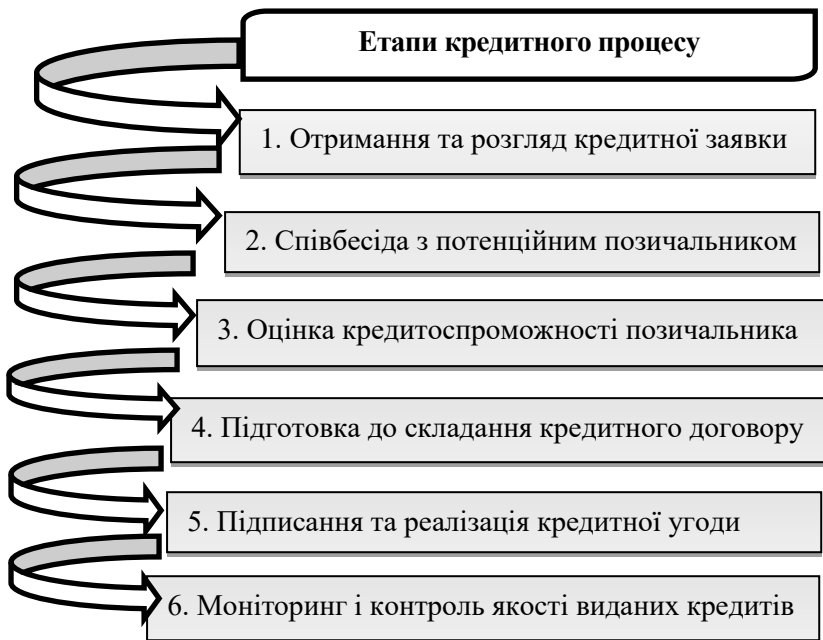 Етапи кредитного процесу
1. Отримання та розгляд кредитної заявки
2. Співбесіда з потенційним позичальником
3. Оцінка кредитоспроможності позичальника
4. Підготовка до складання кредитного договору
5. Підписання та реалізація кредитної угоди
6. Моніторинг і контроль якості виданих кредитів